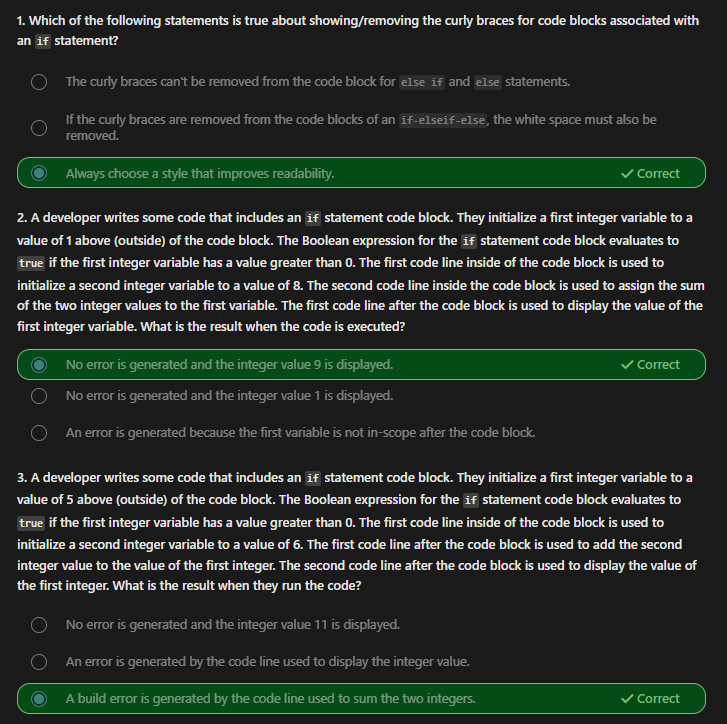 1. Which of the following statements is true about showing/removing the curly braces for code blocks associated with
an if statement?
The curly braces can't be removed from the code block for else if and else statements.
If the curly braces are removed from the code blocks of an if-elseif-else, the white space must also be
removed.
Always choose a style that improves readability.
Correct
2. A developer writes some code that includes an if statement code block. They initialize a first integer variable to a
value of 1 above (outside) of the code block. The Boolean expression for the if statement code block evaluates to
true if the first integer variable has a value greater than 0. The first code line inside of the code block is used to
initialize a second integer variable to a value of 8. The second code line inside the code block is used to assign the sum
of the two integer values to the first variable. The first code line after the code block is used to display the value of the
first integer variable. What is the result when the code is executed?
No error is generated and the integer value 9 is displayed.
Correct
No error is generated and the integer value 1 is displayed.
An error is generated because the first variable is not in-scope after the code block.
3. A developer writes some code that includes an if statement code block. They initialize a first integer variable to a
value of 5 above (outside) of the code block. The Boolean expression for the if statement code block evaluates to
true if the first integer variable has a value greater than 0. The first code line inside of the code block is used to
initialize a second integer variable to a value of 6. The first code line after the code block is used to add the second
integer value to the value of the first integer. The second code line after the code block is used to display the value of
the first integer. What is the result when they run the code?
No error is generated and the integer value 11 is displayed.
An error is generated by the code line used to display the integer value.
A build error is generated by the code line used to sum the two integers.
Correct